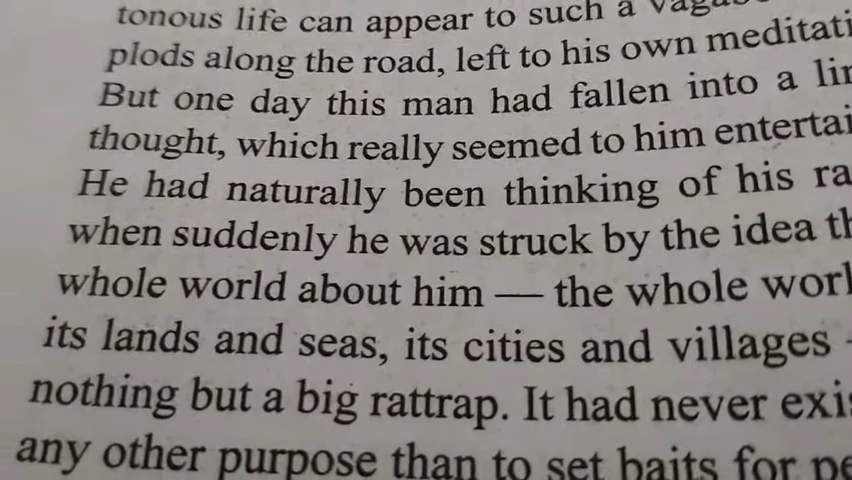 tonous life can appear to such a
plods along the road, left to his own
But one day this man had fallen into a
thought, which really seemed to him
He had naturally been thinking of his
when suddenly he was struck by the idea
whole world about him — the whole
its lands and seas, its cities and villages
nothing but a big rattrap. It had never
any other purpose than to set baits for